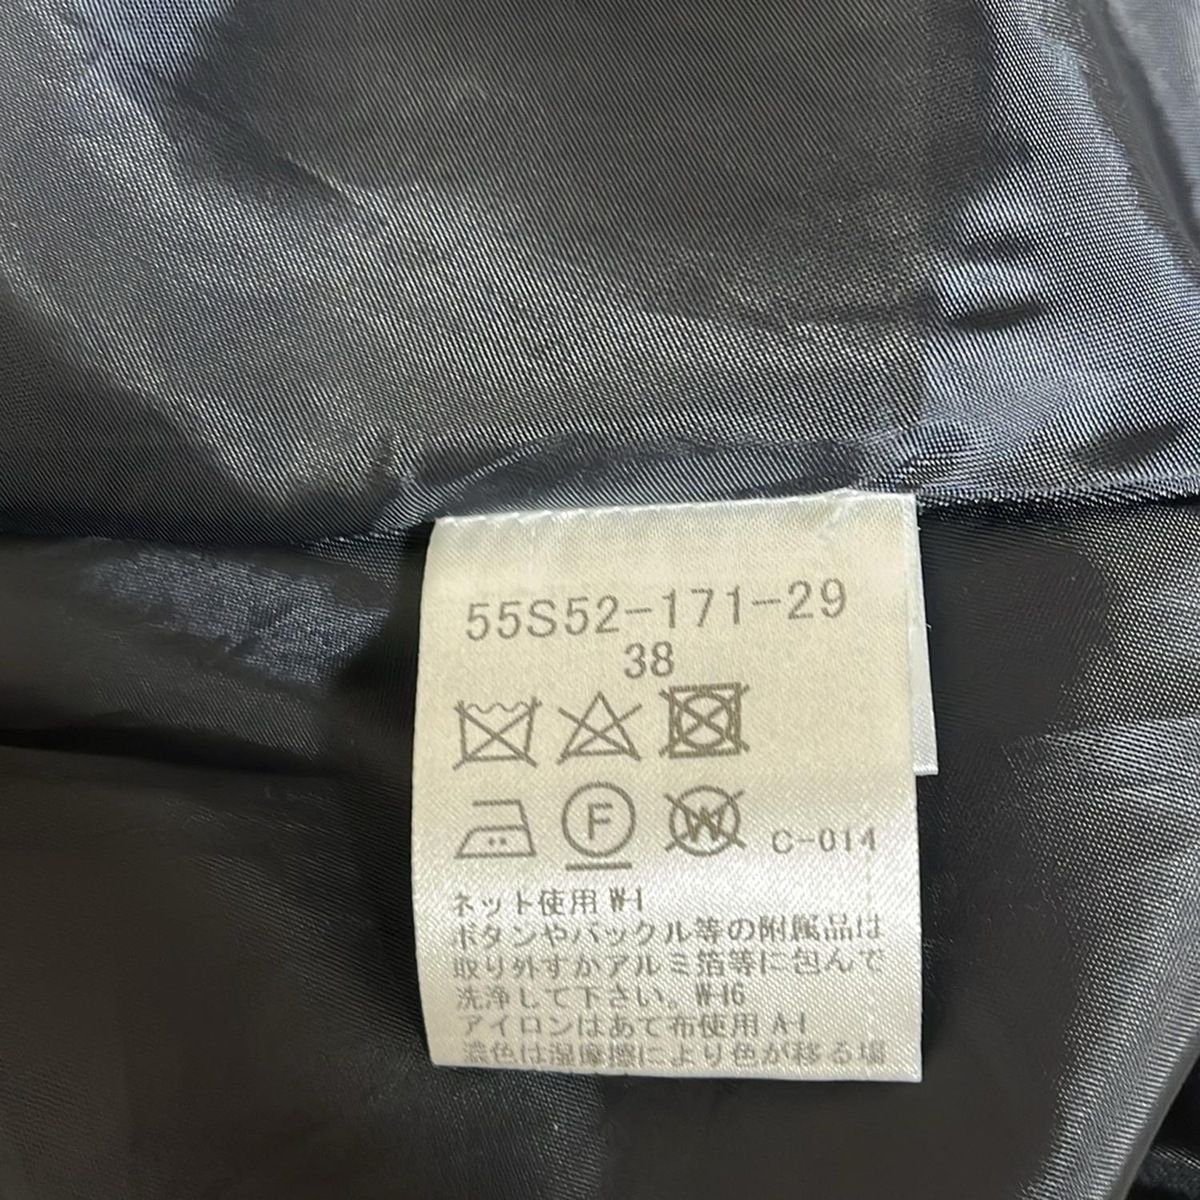 55S52-171-29
38
F
W
C-014
ネット使用 W-1
ボタンやバックル等の附属品は
取り外すかアルミ箔等に包んで
洗浄して下さい。W-16
アイロンはあて布使用 A-1
濃色は湿摩擦により色が移る場